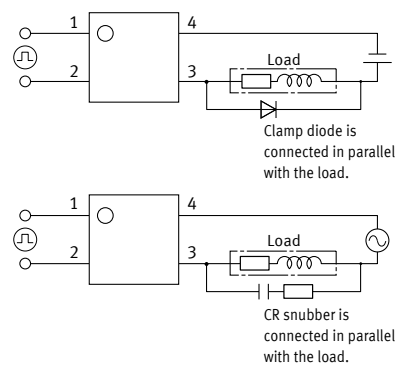 1 4
Load
2 3
Clamp diode is
connected in parallel
with the load.
1 4
Load
2 3
CR snubber is
connected in parallel
with the load.